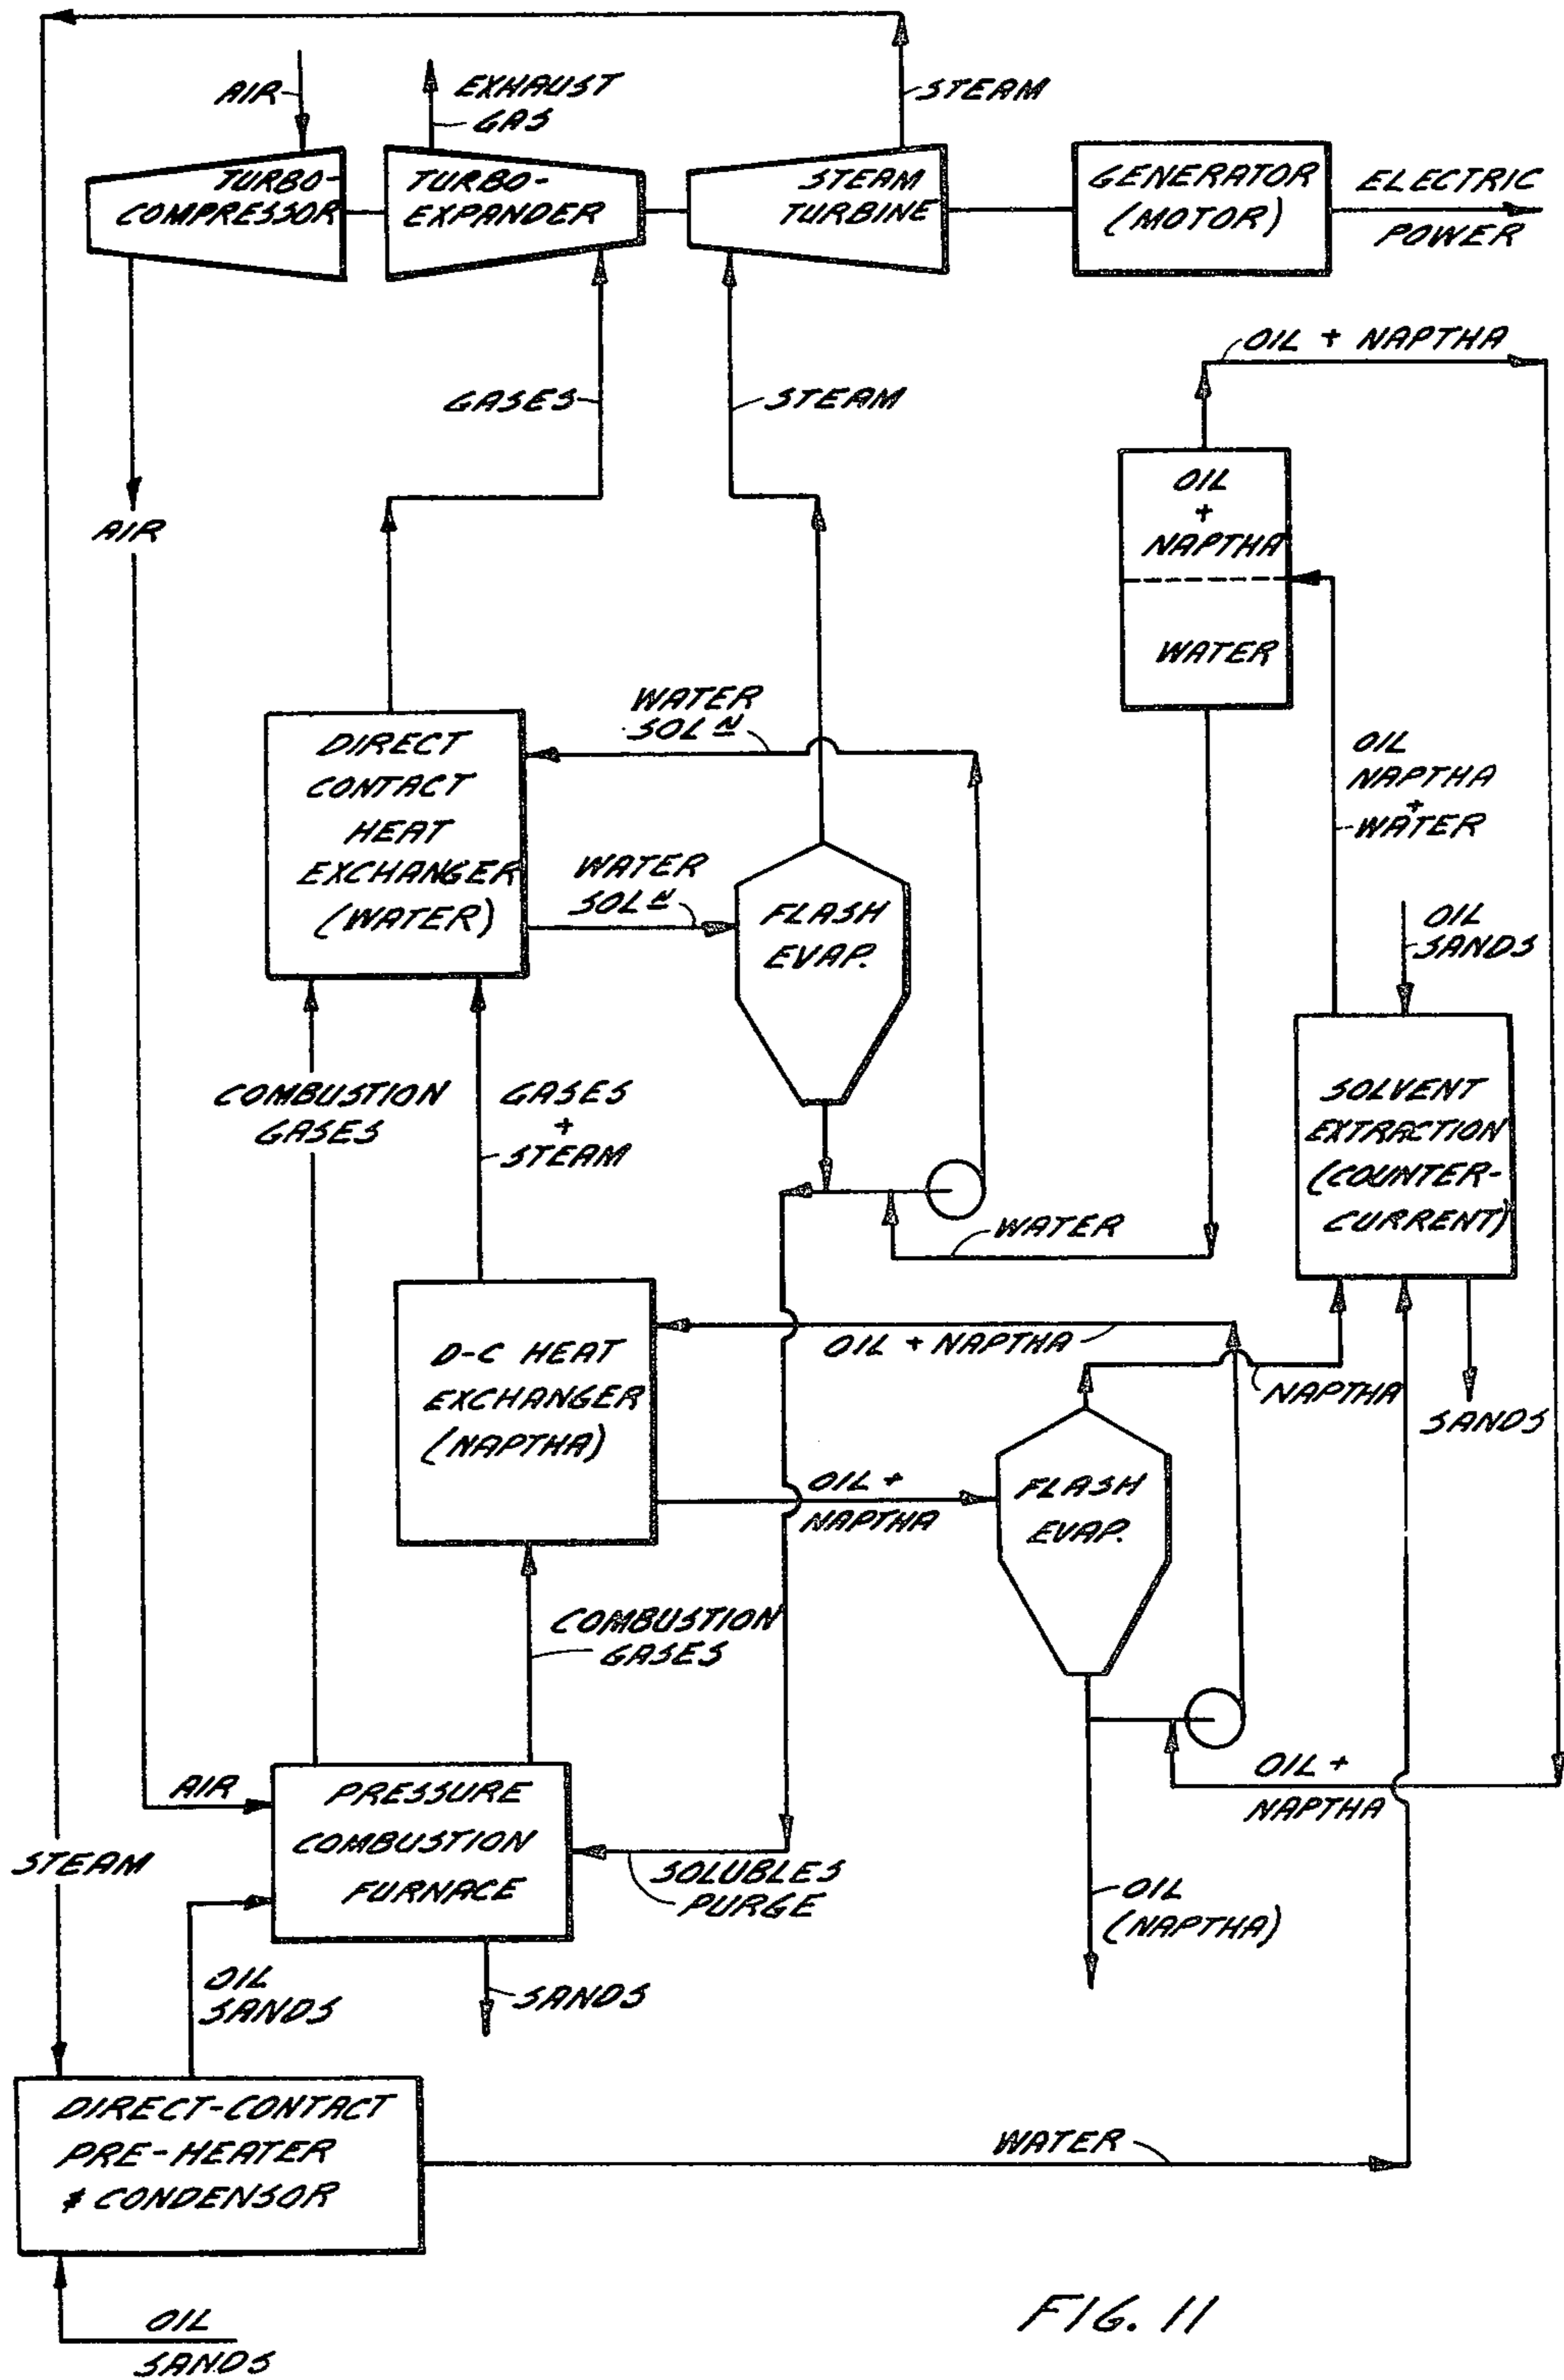 AIR
EXHAUST
GAS
STEAM
TURBO-
COMPRESSOR
TURBO-
EXPANDER
STEAM
TURBINE
GENERATOR
(MOTOR)
ELECTRIC
POWER
OIL + NAPTHA
GASES
STEAM
AIR
OIL
+
NAPTHA
WATER
WATER
SOLN
DIRECT
CONTACT
HEAT
EXCHANGER
(WATER)
WATER
SOLN
FLASH
EVAP.
OIL
NAPTHA
+
WATER
OIL
SANDS
COMBUSTION
GASES
GASES
+
STEAM
SOLVENT
EXTRACTION
(COUNTER-
CURRENT)
WATER
D-C HEAT
EXCHANGER
(NAPTHA)
OIL + NAPTHA
NAPTHA
SANDS
OIL +
NAPTHA
FLASH
EVAP.
COMBUSTION
GASES
AIR
PRESSURE
COMBUSTION
FURNACE
OIL +
NAPTHA
STEAM
SOLUBLES
PURGE
OIL
(NAPTHA)
OIL
SANDS
SANDS
DIRECT-CONTACT
PRE-HEATER
& CONDENSOR
WATER
OIL
SANDS
FIG. 11